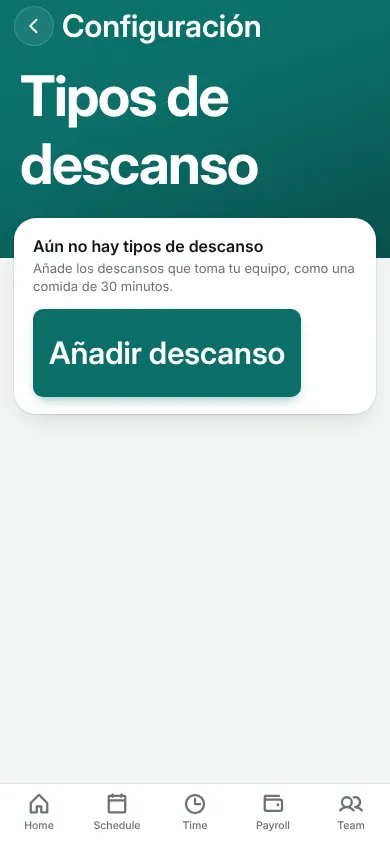 Configuración
Tipos de
descanso
Aún no hay tipos de descanso
Añade los descansos que toma tu equipo, como una
comida de 30 minutos.
Añadir descanso
Home
Schedule
Time
Payroll
Team